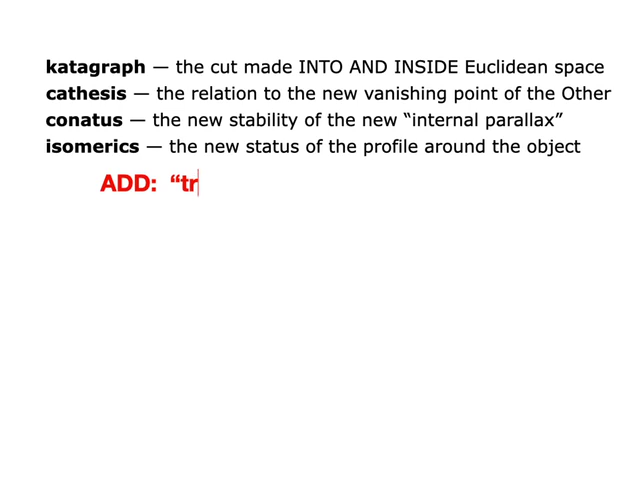 katagraph — the cut made INTO AND INSIDE Euclidean space
cathesis — the relation to the new vanishing point of the Other
conatus — the new stability of the new “internal parallax”
isomerics — the new status of the profile around the object
ADD: “tr